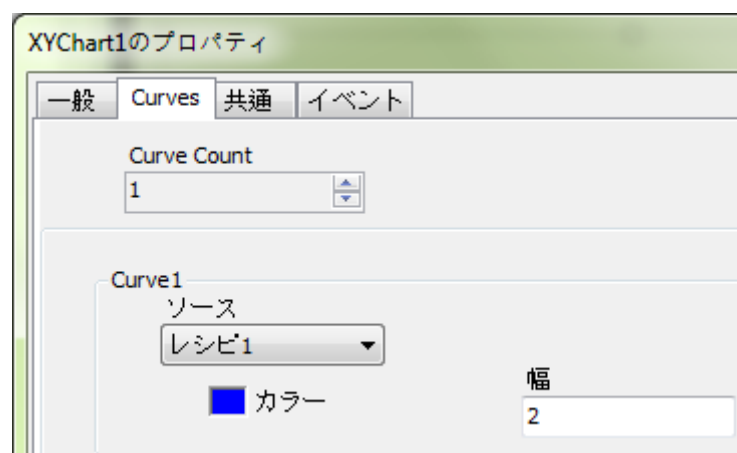 XYChart1のプロパティ
一般 Curves 共通 イベント
Curve Count
1
Curve1
ソース
レシピ1
カラー
幅
2